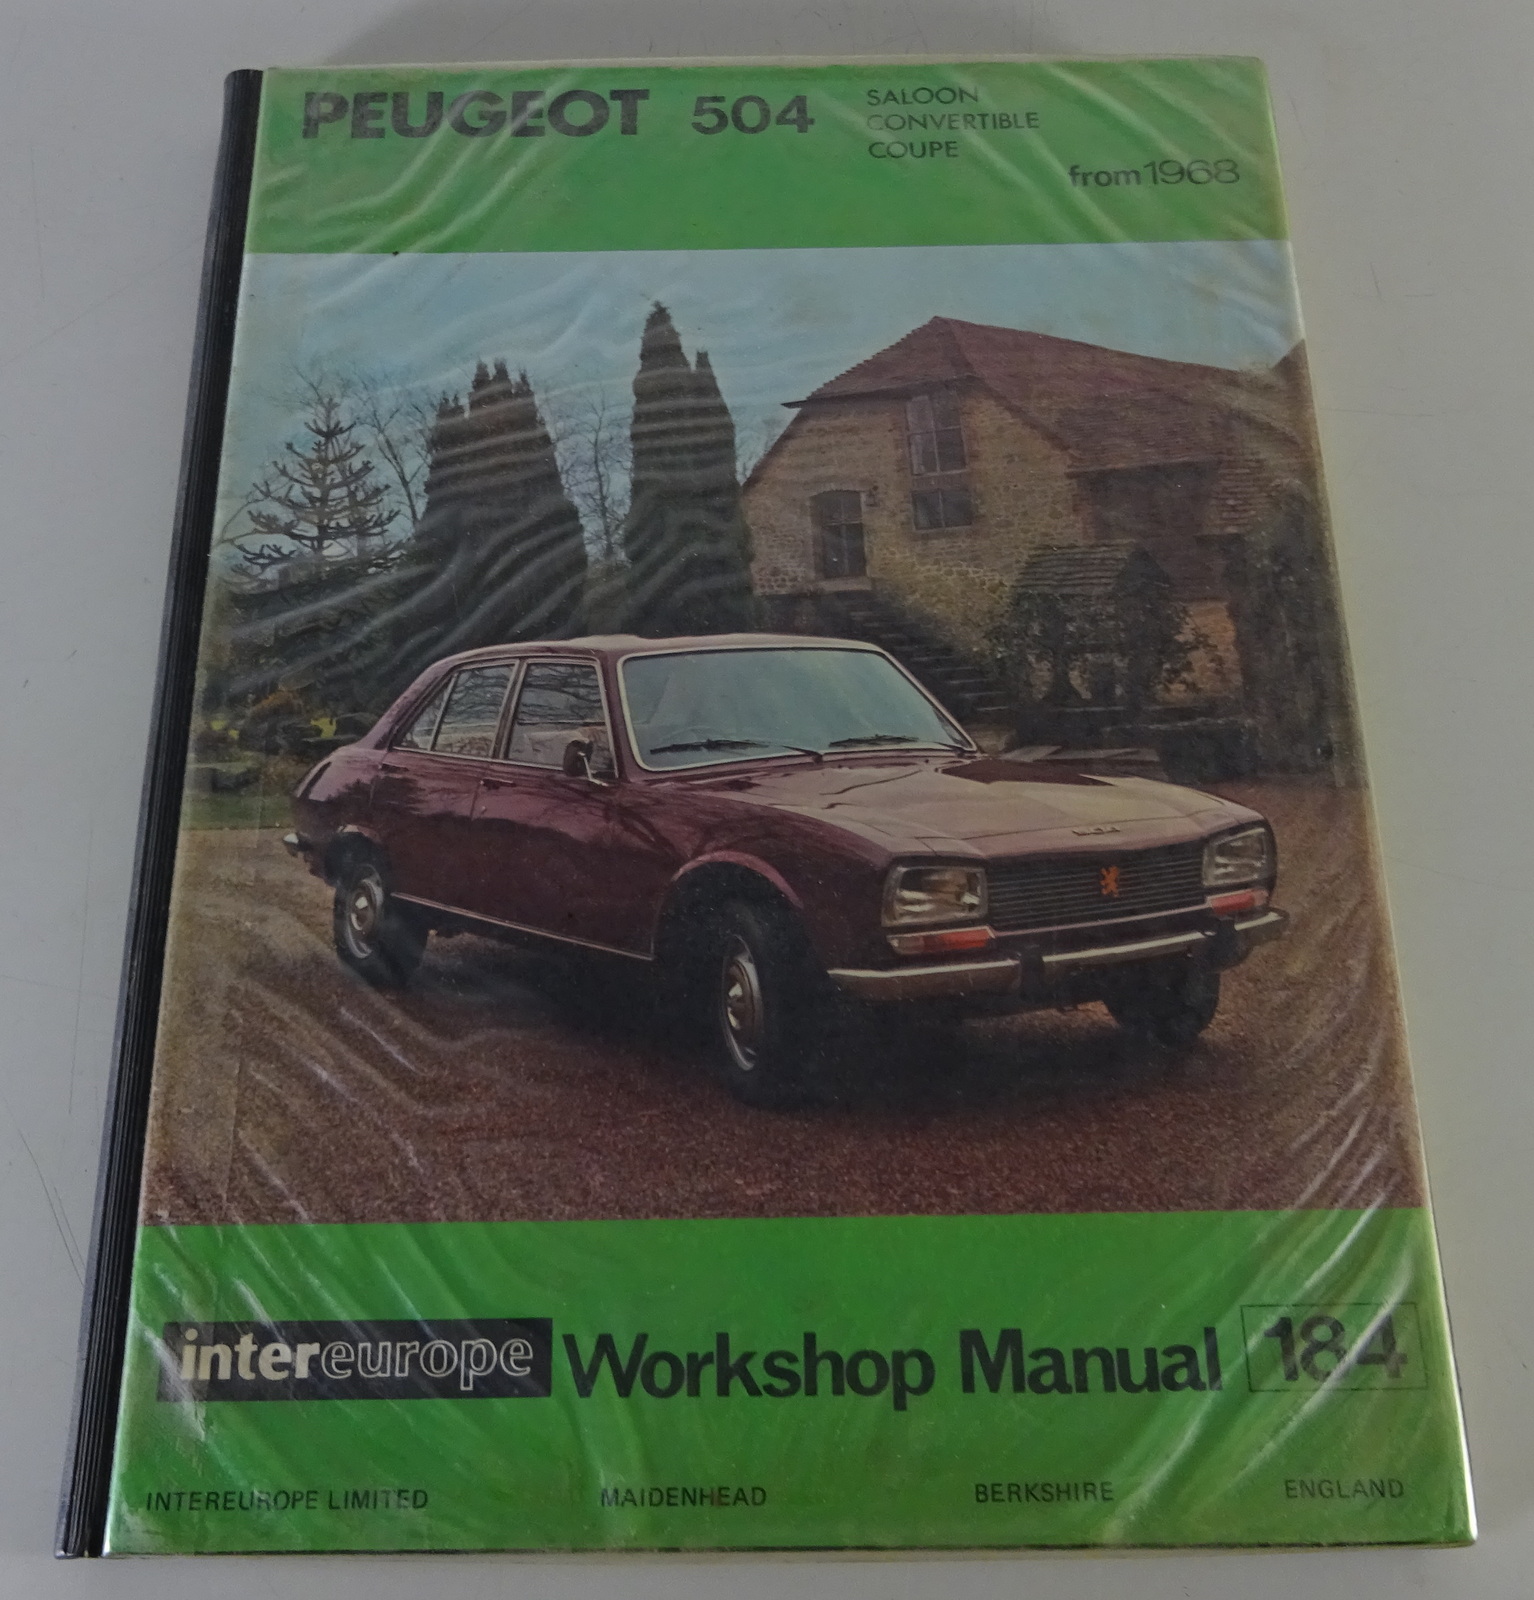 PEUGEOT 504
SALOON
CONVERTIBLE
COUPE
from 1968
intereurope Workshop Manual 184
INTEREUROPE LIMITED MAIDENHEAD BERKSHIRE ENGLAND